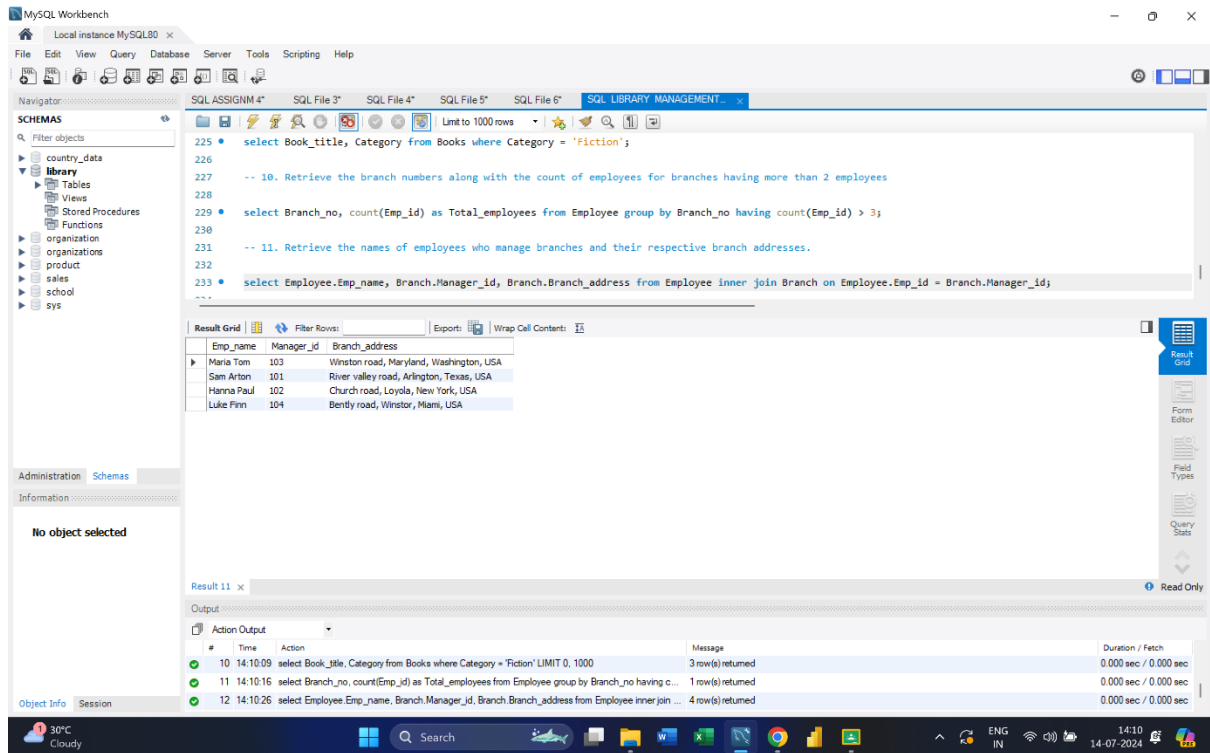 MySQL Workbench
Local instance MySQL80 ×
File Edit View Query Database Server Tools Scripting Help
Navigator
SCHEMAS
Filter objects
country_data
library
Tables
Views
Stored Procedures
Functions
organization
organizations
product
sales
school
sys
Administration Schemas
Information
No object selected
Object Info Session
SQL ASSIGNM 4* SQL File 3* SQL File 4* SQL File 5* SQL File 6* SQL LIBRARY MANAGEMENT... ×
Limit to 1000 rows
225 select Book_title, Category from Books where Category = 'Fiction';
226
227 -- 10. Retrieve the branch numbers along with the count of employees for branches having more than 2 employees
228
229 select Branch_no, count(Emp_id) as Total_employees from Employee group by Branch_no having count(Emp_id) > 3;
230
231 -- 11. Retrieve the names of employees who manage branches and their respective branch addresses.
232
233 select Employee.Emp_name, Branch.Manager_id, Branch.Branch_address from Employee inner join Branch on Employee.Emp_id = Branch.Manager_id;
Result Grid Filter Rows: Export: Wrap Cell Content:
Emp_name Manager_id Branch_address
Maria Tom 103 Winston road, Maryland, Washington, USA
Sam Arton 101 River valley road, Arlington, Texas, USA
Hanna Paul 102 Church road, Loyola, New York, USA
Luke Finn 104 Bently road, Winstor, Miami, USA
Result
Grid
Form
Editor
Field
Types
Query
Stats
Result 11 × Read Only
Output
Action Output
# Time Action Message Duration / Fetch
10 14:10:09 select Book_title, Category from Books where Category = 'Fiction' LIMIT 0, 1000 3 row(s) returned 0.000 sec / 0.000 sec
11 14:10:16 select Branch_no, count(Emp_id) as Total_employees from Employee group by Branch_no having c... 1 row(s) returned 0.000 sec / 0.000 sec
12 14:10:26 select Employee.Emp_name, Branch.Manager_id, Branch.Branch_address from Employee inner join ... 4 row(s) returned 0.000 sec / 0.000 sec
1 30°C
Cloudy
Search
ENG
IN
14:10
14-07-2024